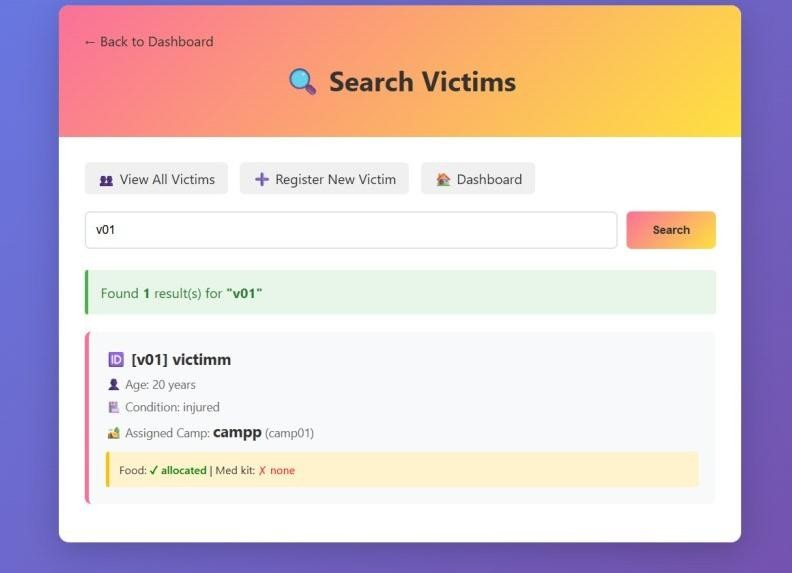 ← Back to Dashboard
🔍 Search Victims
👥 View All Victims
➕ Register New Victim
🏠 Dashboard
v01
Search
Found 1 result(s) for "v01"
🆔 [v01] victimm
👤 Age: 20 years
Condition: injured
🏕️ Assigned Camp: campp (camp01)
Food: ✓ allocated | Med kit: ✗ none